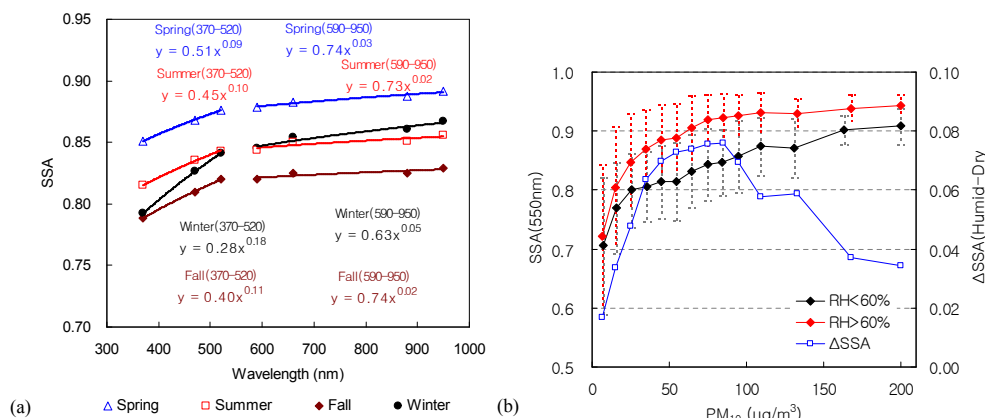 0.95
0.90
0.85
0.80
0.75
0.70
SSA
Spring(370-520)
y = 0.51x^0.09
Spring(590-950)
y = 0.74x^0.03
Summer(370-520)
y = 0.45x^0.10
Summer(590-950)
y = 0.73x^0.02
Winter(370-520)
y = 0.28x^0.18
Winter(590-950)
y = 0.63x^0.05
Fall(370-520)
y = 0.40x^0.11
Fall(590-950)
y = 0.74x^0.02
300 400 500 600 700 800 900 1000
Wavelength (nm)
(a)
Spring Summer Fall Winter
1.0
0.9
0.8
0.7
0.6
0.5
SSA(550nm)
0.10
0.08
0.06
0.04
0.02
0.00
ΔSSA(Humid-Dry)
RH<60%
RH>60%
ΔSSA
0 50 100 150 200
(b)
PM10 (ug/m³)